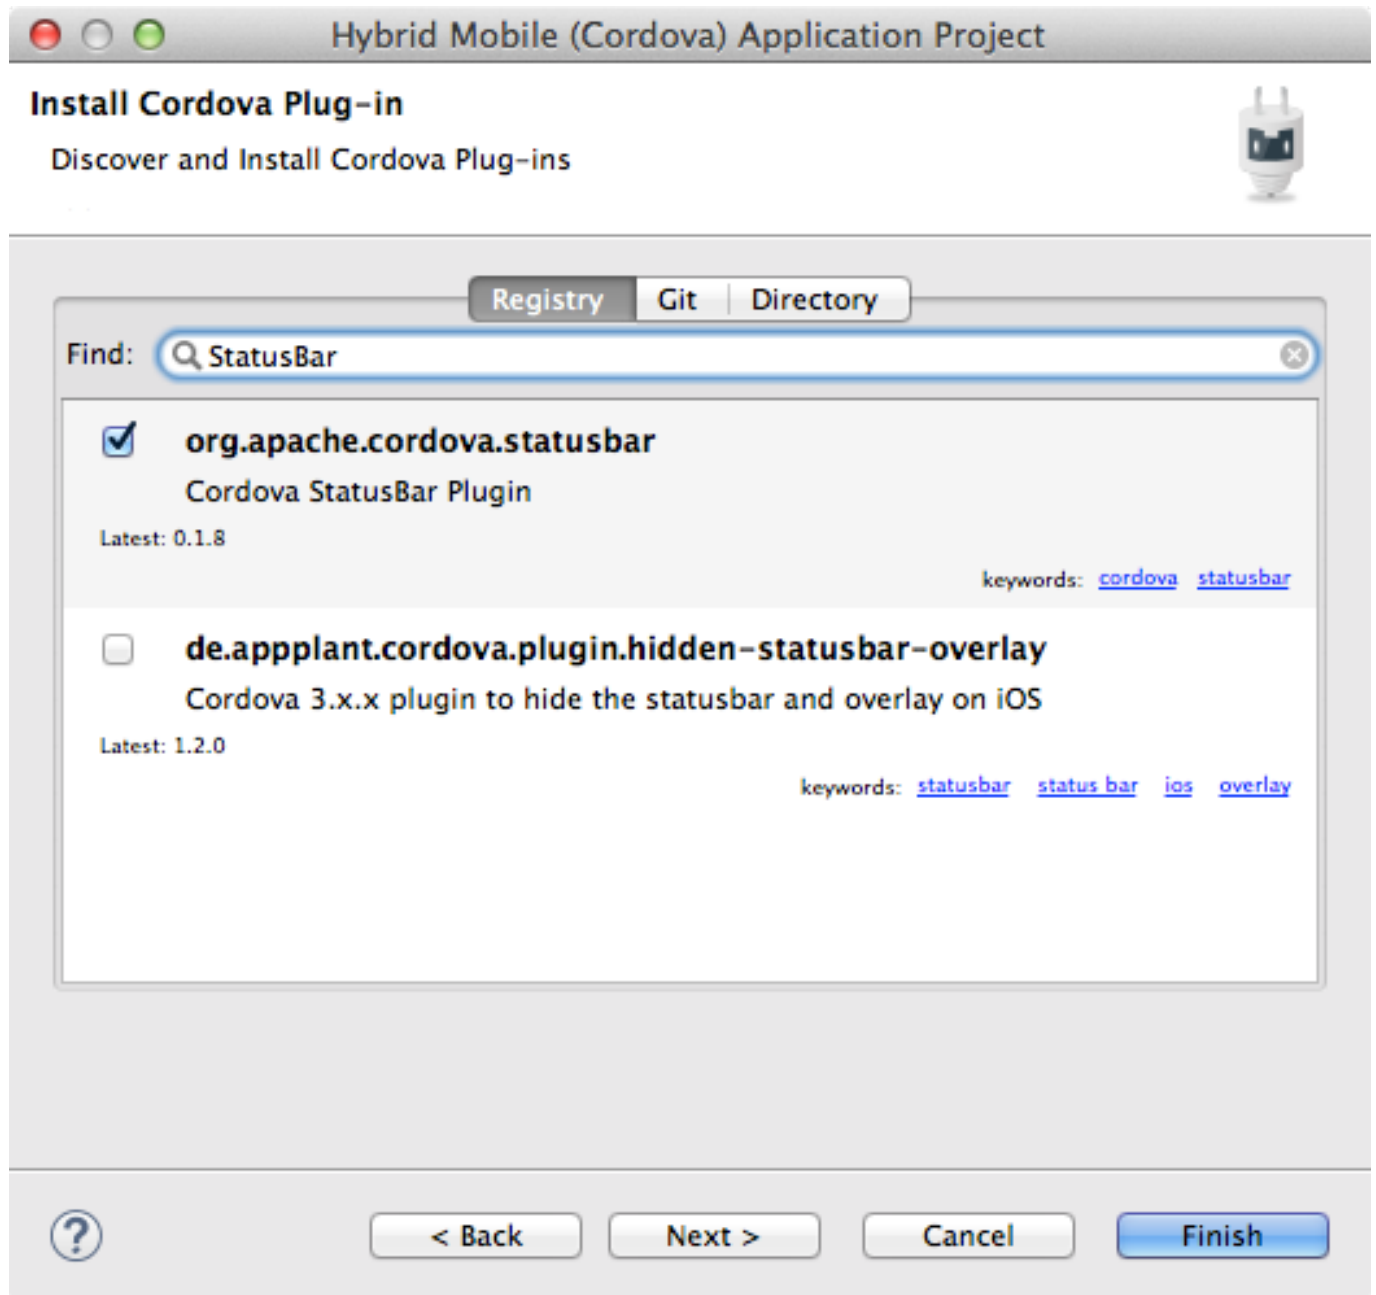 Hybrid Mobile (Cordova) Application Project
Install Cordova Plug-in
Discover and Install Cordova Plug-ins
Registry Git Directory
Find: StatusBar
org.apache.cordova.statusbar
Cordova StatusBar Plugin
Latest: 0.1.8
keywords: cordova statusbar
de.appplant.cordova.plugin.hidden-statusbar-overlay
Cordova 3.x.x plugin to hide the statusbar and overlay on iOS
Latest: 1.2.0
keywords: statusbar status bar ios overlay
? < Back Next > Cancel Finish